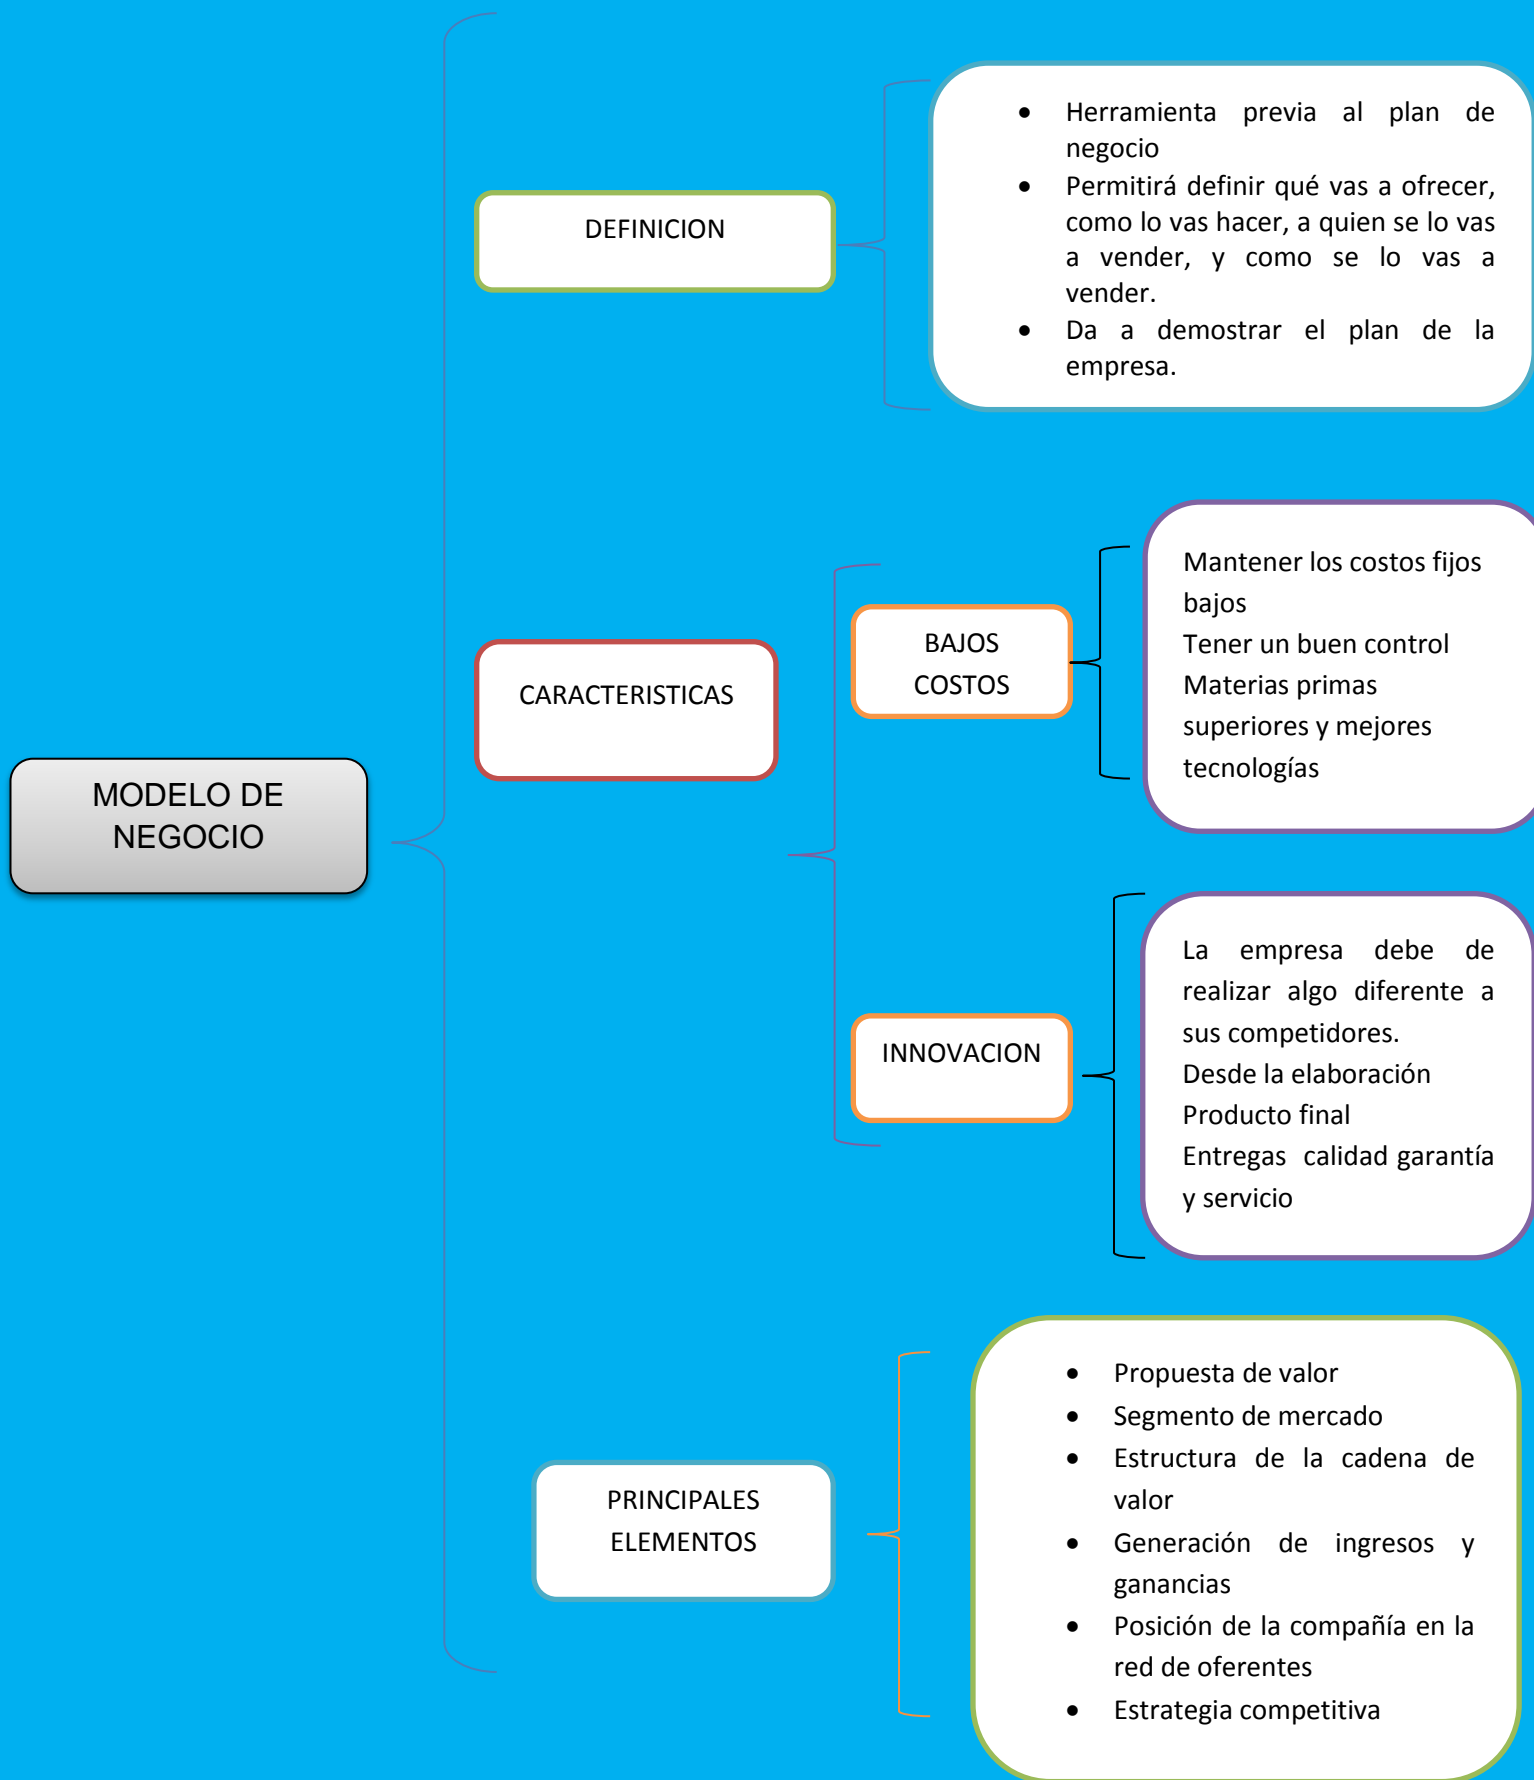 MODELO DE
NEGOCIO
DEFINICION
• Herramienta previa al plan de
negocio
• Permitirá definir qué vas a ofrecer,
como lo vas hacer, a quien se lo vas
a vender, y como se lo vas a
vender.
• Da a demostrar el plan de la
empresa.
CARACTERISTICAS
BAJOS
COSTOS
Mantener los costos fijos
bajos
Tener un buen control
Materias primas
superiores y mejores
tecnologías
INNOVACION
La empresa debe de
realizar algo diferente a
sus competidores.
Desde la elaboración
Producto final
Entregas calidad garantía
y servicio
PRINCIPALES
ELEMENTOS
• Propuesta de valor
• Segmento de mercado
• Estructura de la cadena de
valor
• Generación de ingresos y
ganancias
• Posición de la compañía en la
red de oferentes
• Estrategia competitiva